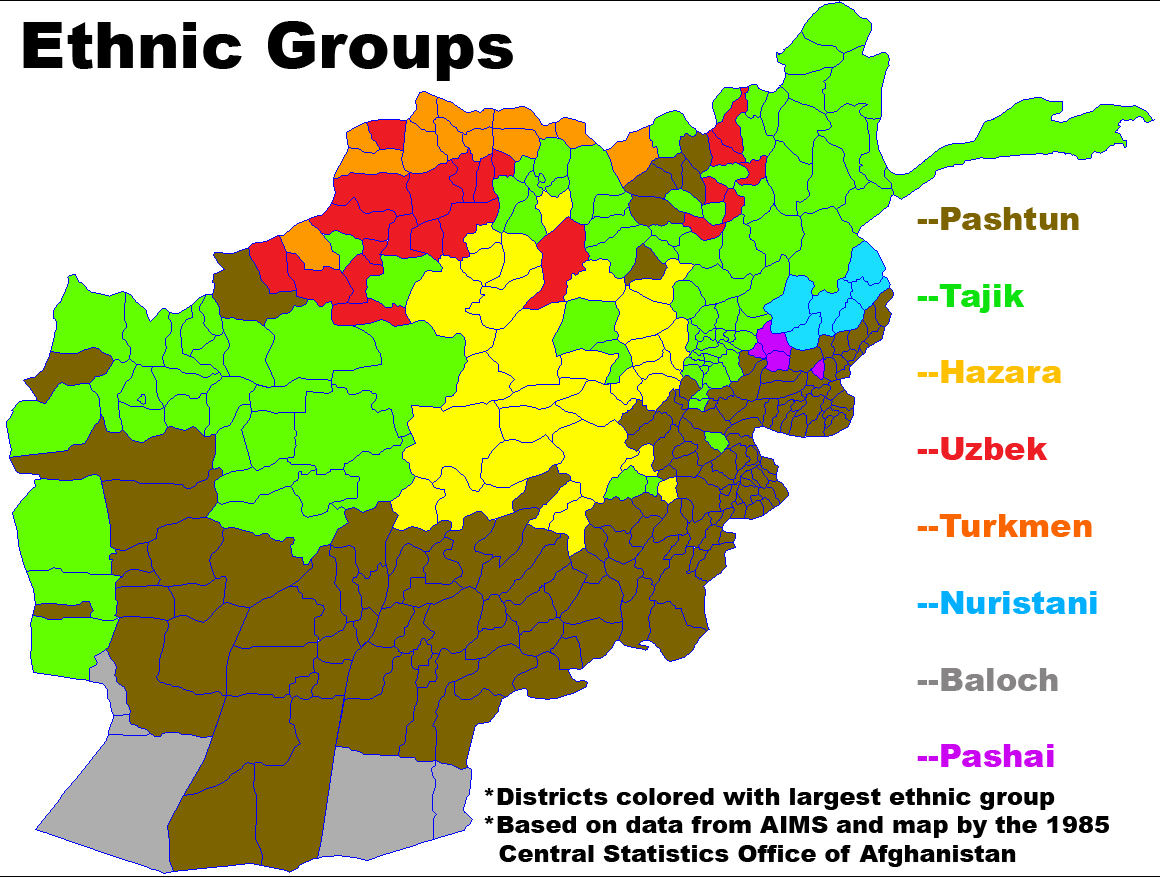 Ethnic Groups
--Pashtun
--Tajik
--Hazara
--Uzbek
--Turkmen
--Nuristani
--Baloch
--Pashai
*Districts colored with largest ethnic group
*Based on data from AIMS and map by the 1985
Central Statistics Office of Afghanistan